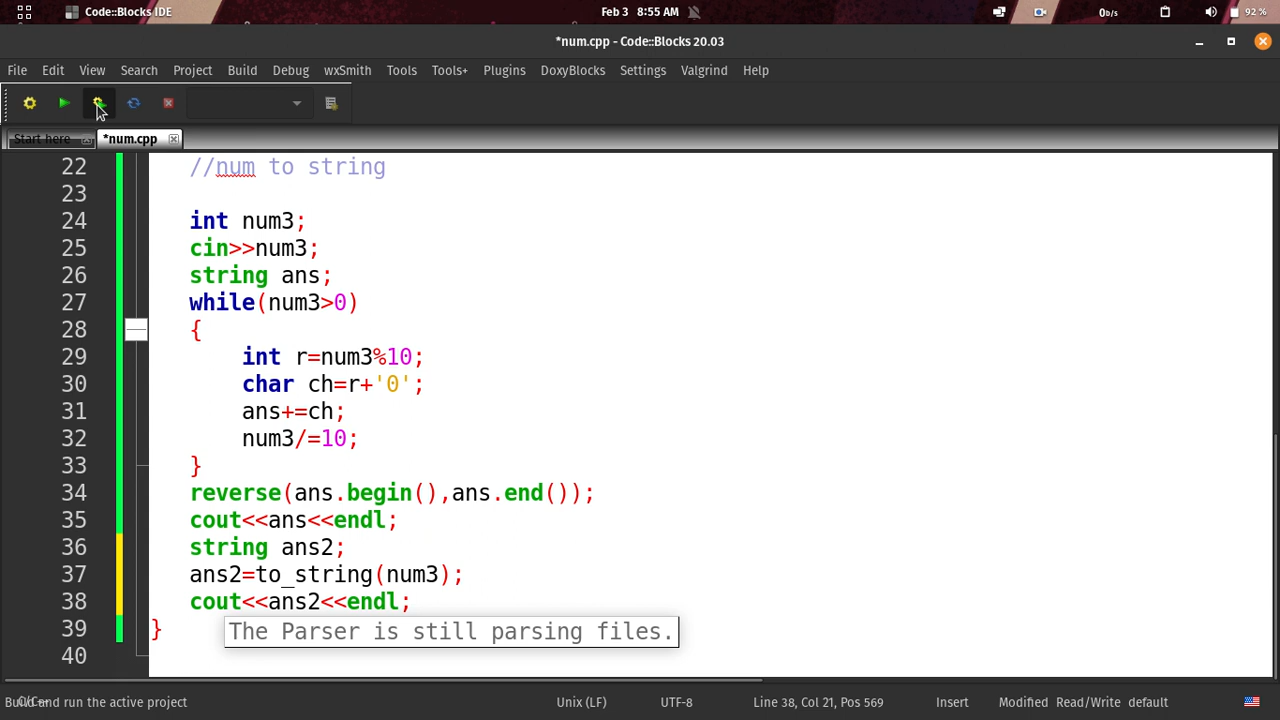 Code::Blocks IDE
Feb 3 8:55 AM
0 B/s
92 %
*num.cpp - Code::Blocks 20.03
File Edit View Search Project Build Debug wxSmith Tools Tools+ Plugins DoxyBlocks Settings Valgrind Help
Start here *num.cpp
22 //num to string
23
24 int num3;
25 cin>>num3;
26 string ans;
27 while(num3>0)
28 {
29 int r=num3%10;
30 char ch=r+'0';
31 ans+=ch;
32 num3/=10;
33 }
34 reverse(ans.begin(),ans.end());
35 cout<<ans<<endl;
36 string ans2;
37 ans2=to_string(num3);
38 cout<<ans2<<endl;
39 }
The Parser is still parsing files.
40
Build and run the active project Unix (LF) UTF-8 Line 38, Col 21, Pos 569 Insert Modified Read/Write default